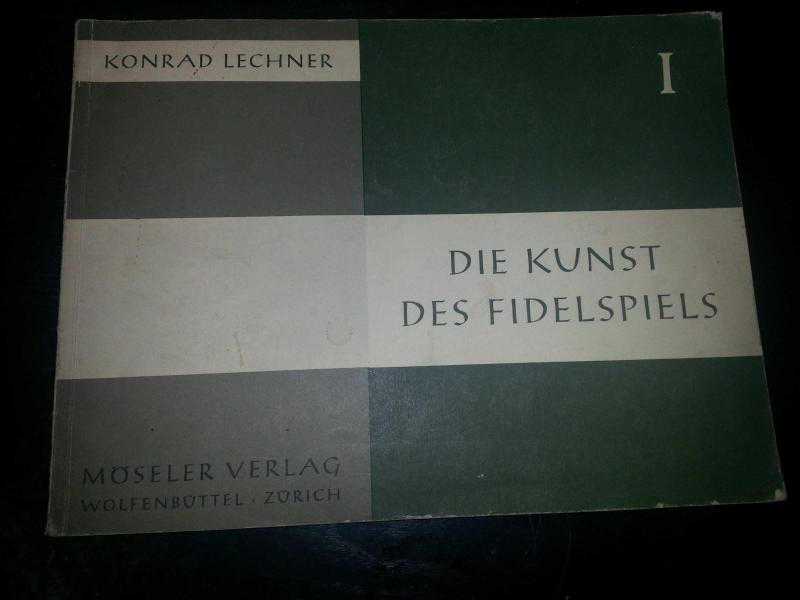 KONRAD LECHNER
I
DIE KUNST
DES FIDELSPIELS
MÖSELER VERLAG
WOLFENBÜTTEL · ZÜRICH